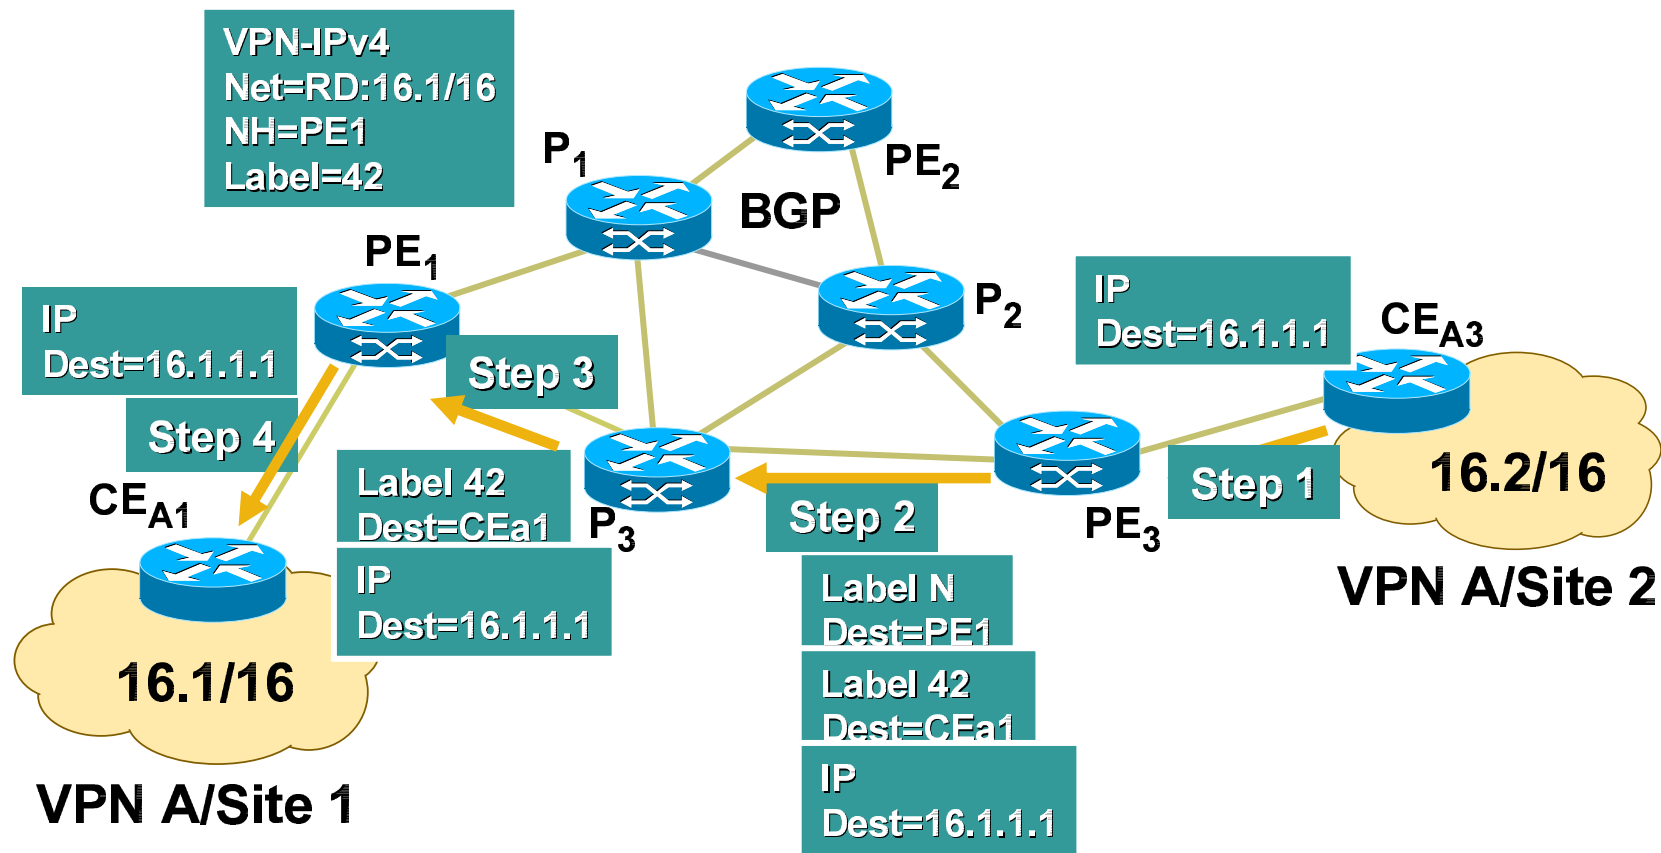 VPN-IPv4
Net=RD:16.1/16
NH=PE1
Label=42
P1
PE2
BGP
PE1
P2
IP
Dest=16.1.1.1
CEA3
IP
Dest=16.1.1.1
Step 3
Step 4
Label 42
Dest=CEa1
IP
Dest=16.1.1.1
P3
Step 2
PE3
Step 1
16.2/16
VPN A/Site 2
CEA1
Label N
Dest=PE1
Label 42
Dest=CEa1
IP
Dest=16.1.1.1
16.1/16
VPN A/Site 1